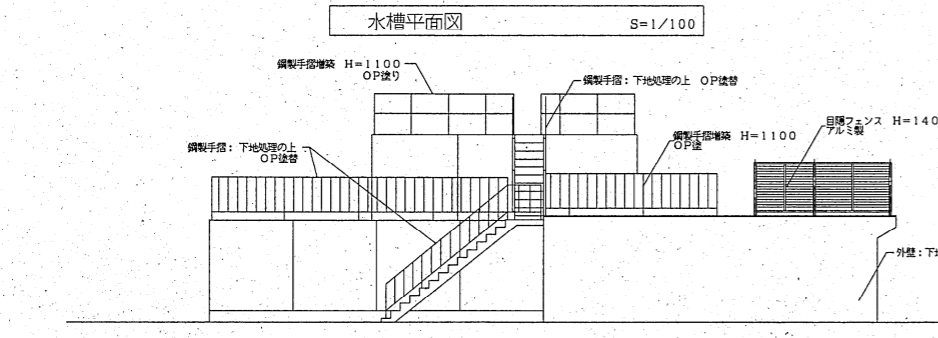 水槽平面図 S=1/100
鋼製手摺増築 H=1100
OP塗り
鋼製手摺：下地処理の上 OP塗替
鋼製手摺：下地処理の上
OP塗替
鋼製手摺増築 H=1100
OP塗
目隠フェンス H=140
アルミ製
外壁：下地